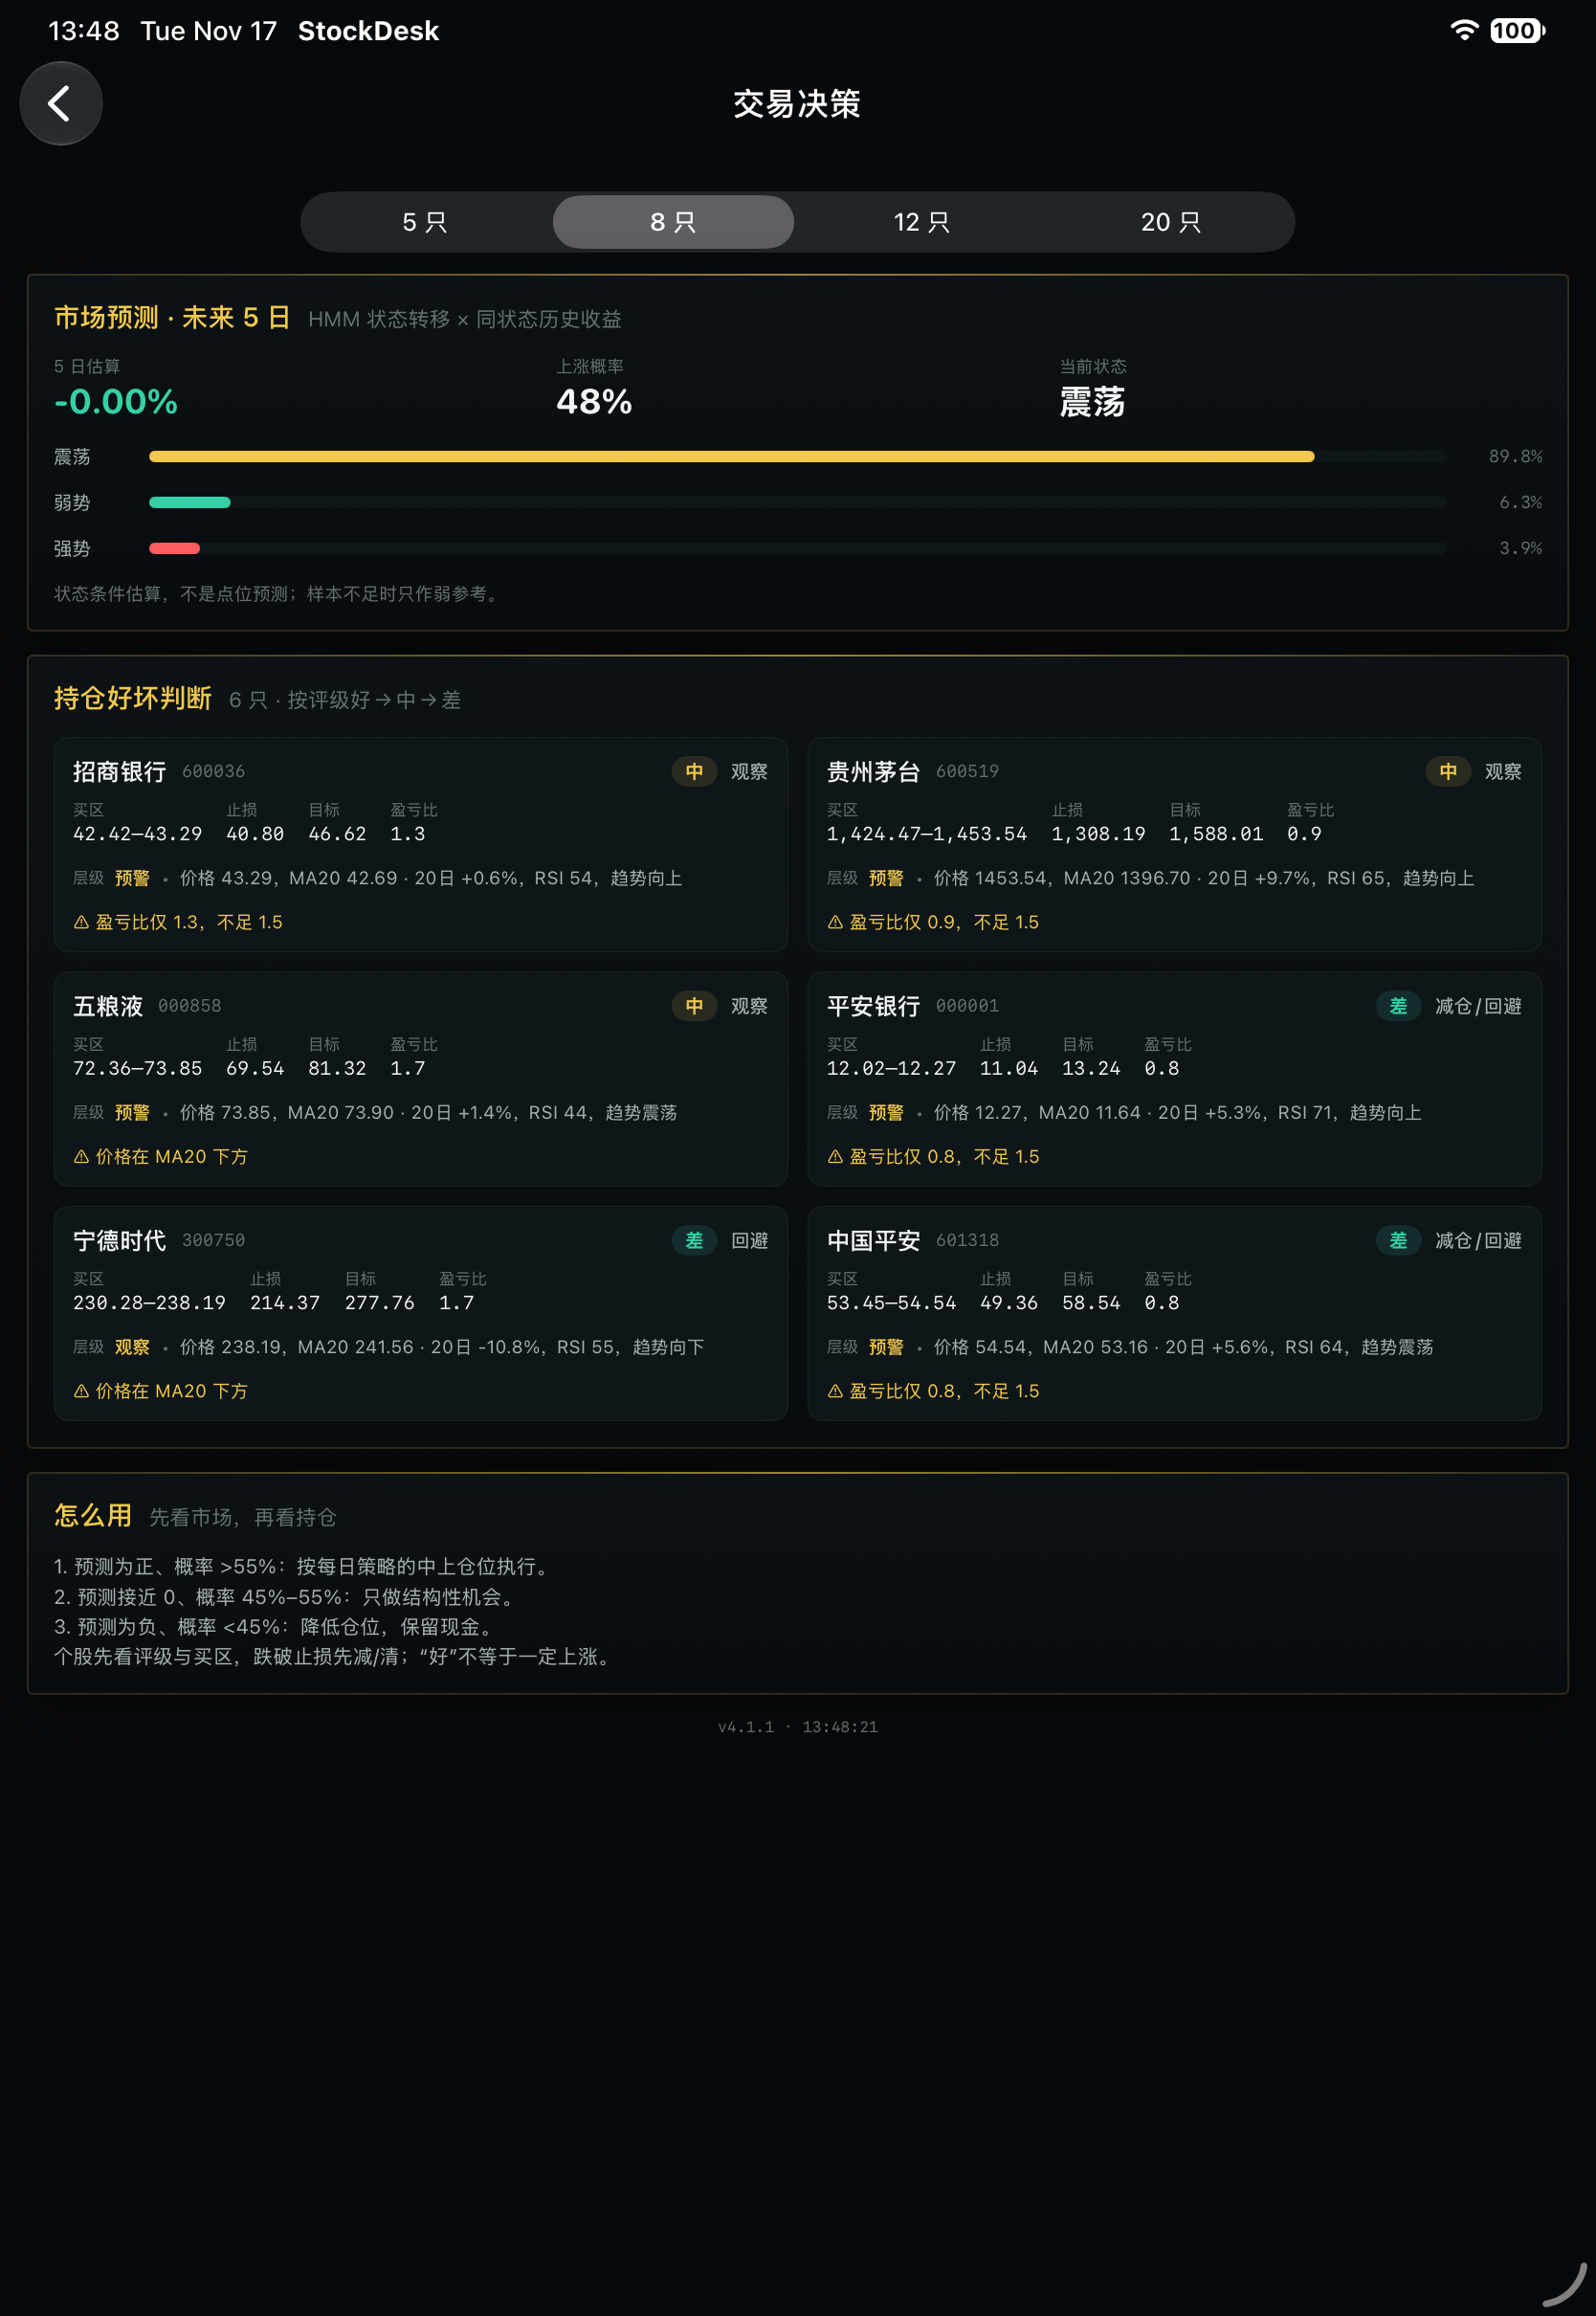 13:48 Tue Nov 17 StockDesk 100
交易决策
5 只 8 只 12 只 20 只
市场预测 · 未来 5 日 HMM 状态转移 × 同状态历史收益
5 日估算 上涨概率 当前状态
-0.00% 48% 震荡
震荡 89.8%
弱势 6.3%
强势 3.9%
状态条件估算，不是点位预测；样本不足时只作弱参考。
持仓好坏判断 6 只 · 按评级好→中→差
招商银行 600036 中 观察
买区 止损 目标 盈亏比
42.42–43.29 40.80 46.62 1.3
层级 预警 • 价格 43.29，MA20 42.69 · 20日 +0.6%，RSI 54，趋势向上
⚠ 盈亏比仅 1.3，不足 1.5
贵州茅台 600519 中 观察
买区 止损 目标 盈亏比
1,424.47–1,453.54 1,308.19 1,588.01 0.9
层级 预警 • 价格 1453.54，MA20 1396.70 · 20日 +9.7%，RSI 65，趋势向上
⚠ 盈亏比仅 0.9，不足 1.5
五粮液 000858 中 观察
买区 止损 目标 盈亏比
72.36–73.85 69.54 81.32 1.7
层级 预警 • 价格 73.85，MA20 73.90 · 20日 +1.4%，RSI 44，趋势震荡
⚠ 价格在 MA20 下方
平安银行 000001 差 减仓/回避
买区 止损 目标 盈亏比
12.02–12.27 11.04 13.24 0.8
层级 预警 • 价格 12.27，MA20 11.64 · 20日 +5.3%，RSI 71，趋势向上
⚠ 盈亏比仅 0.8，不足 1.5
宁德时代 300750 差 回避
买区 止损 目标 盈亏比
230.28–238.19 214.37 277.76 1.7
层级 观察 • 价格 238.19，MA20 241.56 · 20日 -10.8%，RSI 55，趋势向下
⚠ 价格在 MA20 下方
中国平安 601318 差 减仓/回避
买区 止损 目标 盈亏比
53.45–54.54 49.36 58.54 0.8
层级 预警 • 价格 54.54，MA20 53.16 · 20日 +5.6%，RSI 64，趋势震荡
⚠ 盈亏比仅 0.8，不足 1.5
怎么用 先看市场，再看持仓
1. 预测为正、概率 >55%：按每日策略的中上仓位执行。
2. 预测接近 0、概率 45%–55%：只做结构性机会。
3. 预测为负、概率 <45%：降低仓位，保留现金。
个股先看评级与买区，跌破止损先减/清；“好”不等于一定上涨。
v4.1.1 · 13:48:21